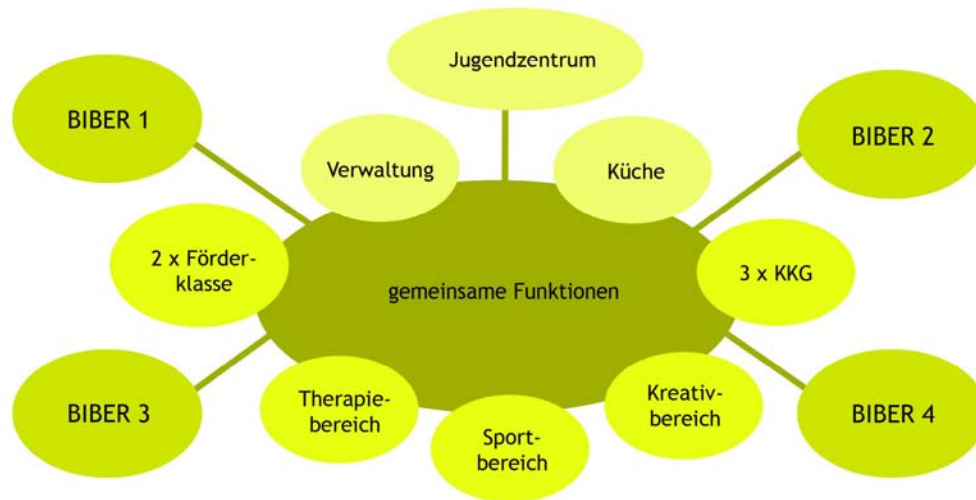 Jugendzentrum
BIBER 1
BIBER 2
Verwaltung
Küche
2 x Förder-
klasse
3 x KKG
gemeinsame Funktionen
BIBER 3
Therapie-
bereich
Sport-
bereich
Kreativ-
bereich
BIBER 4